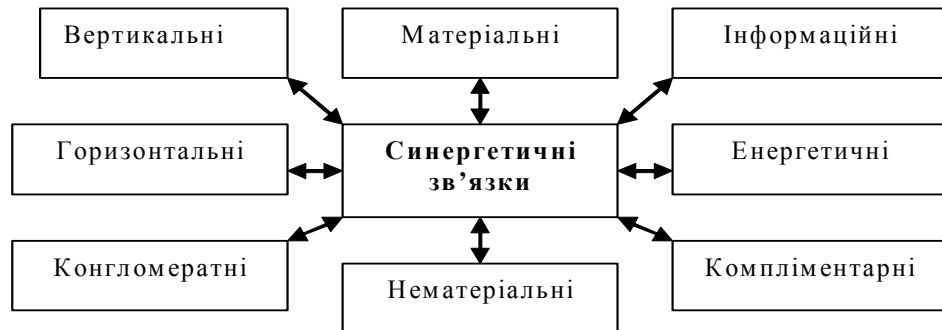 Вертикальні
Матеріальні
Інформаційні
Горизонтальні
Синергетичні
зв’язки
Енергетичні
Конгломератні
Нематеріальні
Компліментарні